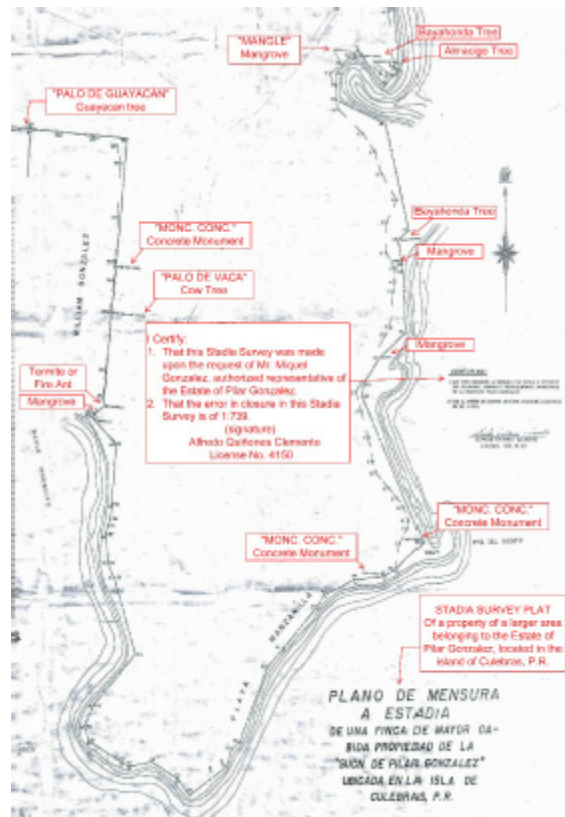 "MANGLE"
Mangrove
Bayahonda Tree
Almacigo Tree
"PALO DE GUAYACAN"
Guayacan tree
"MONC. CONC."
Concrete Monument
"PALO DE VACA"
Cow Tree
WILLIAM GONZALEZ
Bayahonda Tree
Mangrove
Mangrove
I Certify:
1. That this Stadia Survey was made
upon the request of Mr. Miquel
Gonzalez, authorized representative of
the Estate of Pilar Gonzalez,
2. That the error in closure in this Stadia
Survey is of 1:739.
(signature)
Alfredo Quiñones Clemente
License No. 4150
Termite or
Fire Ant
Mangrove
"MONC. CONC."
Concrete Monument
"MONC. CONC."
Concrete Monument
PLAYA MANZANILLA
STADIA SURVEY PLAT
Of a property of a larger area
belonging to the Estate of
Pilar Gonzalez, located in the
island of Culebras, P.R.
PLANO DE MENSURA
A ESTADIA
DE UNA FINCA DE MAYOR CA-
BIDA PROPIEDAD DE LA
"SUCN. DE PILAR GONZALEZ"
UBICADA EN LA ISLA DE
CULEBRAS, P.R.